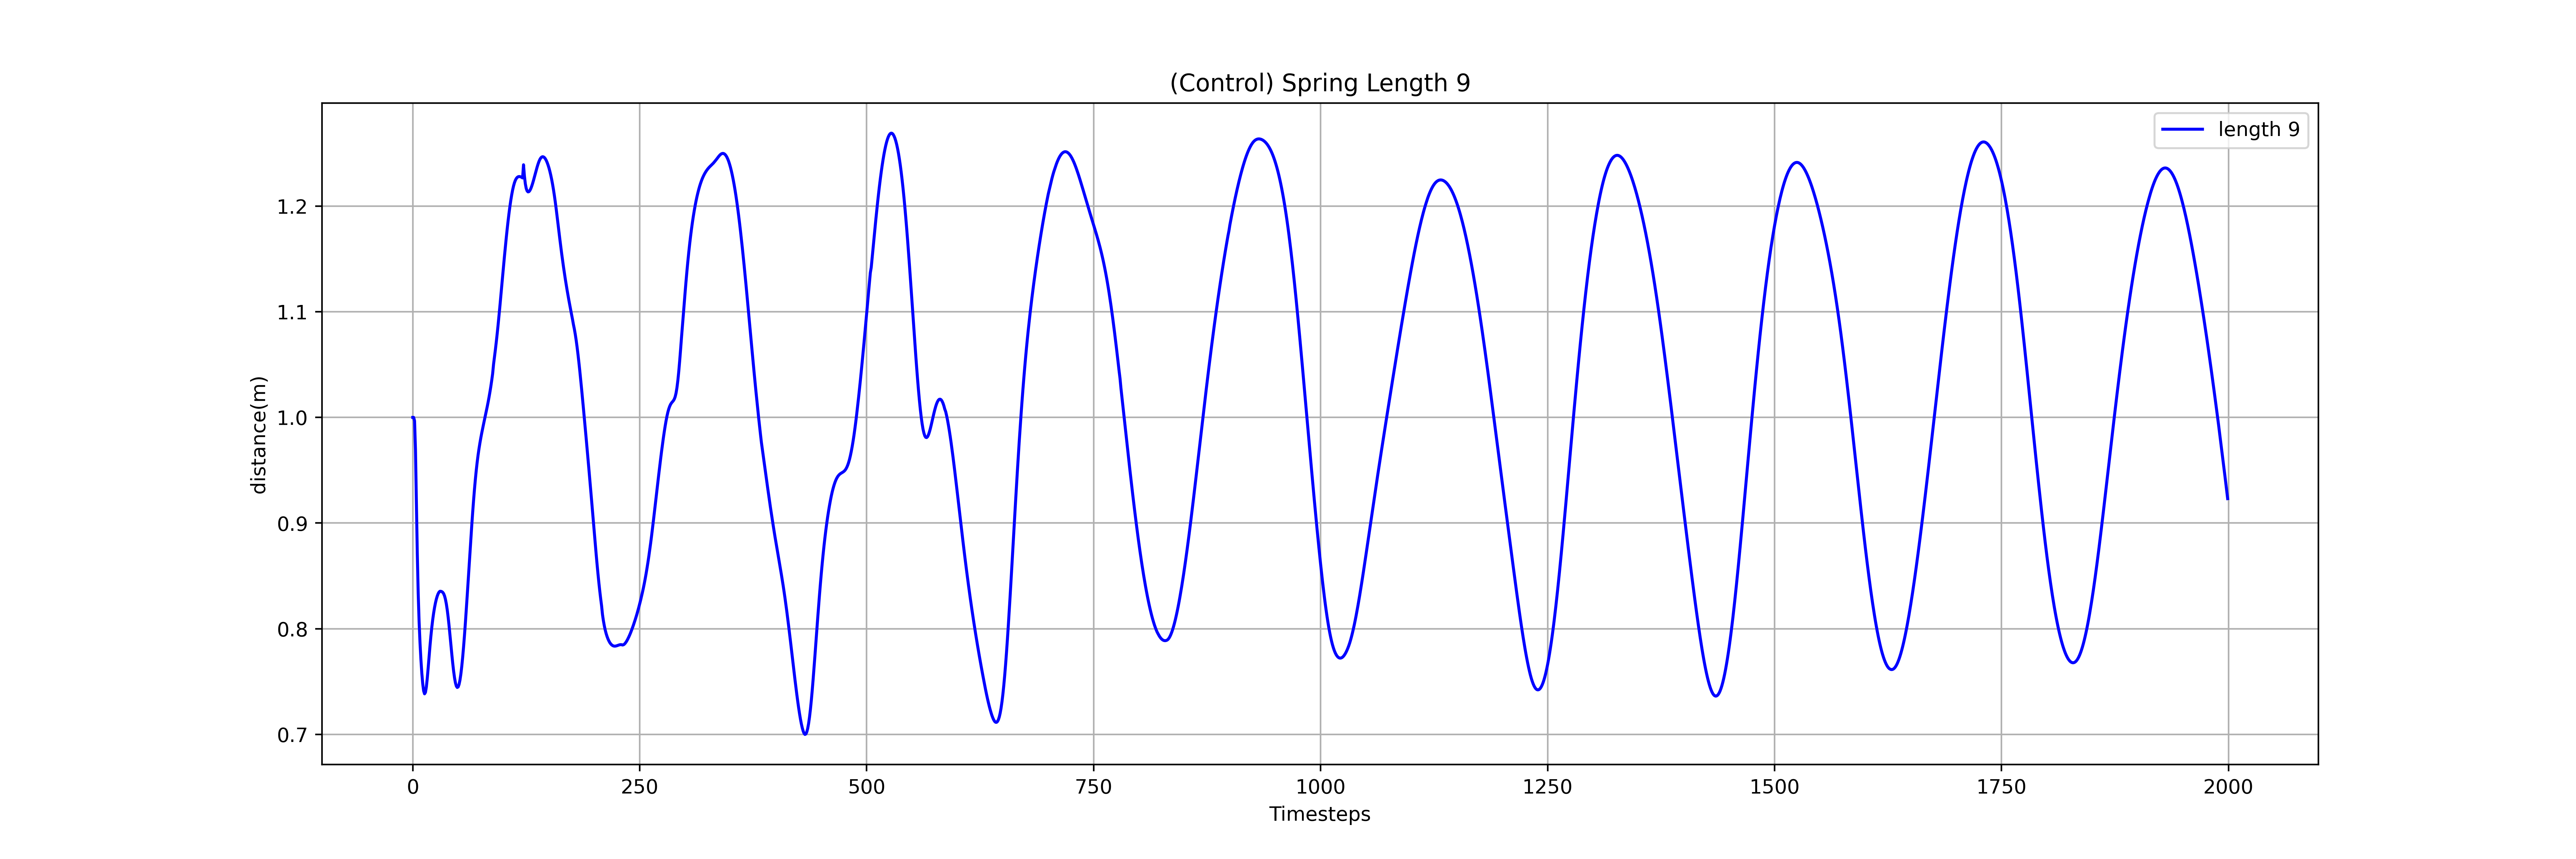 (Control) Spring Length 9
length 9
distance(m)
1.2
1.1
1.0
0.9
0.8
0.7
0 250 500 750 1000 1250 1500 1750 2000
Timesteps